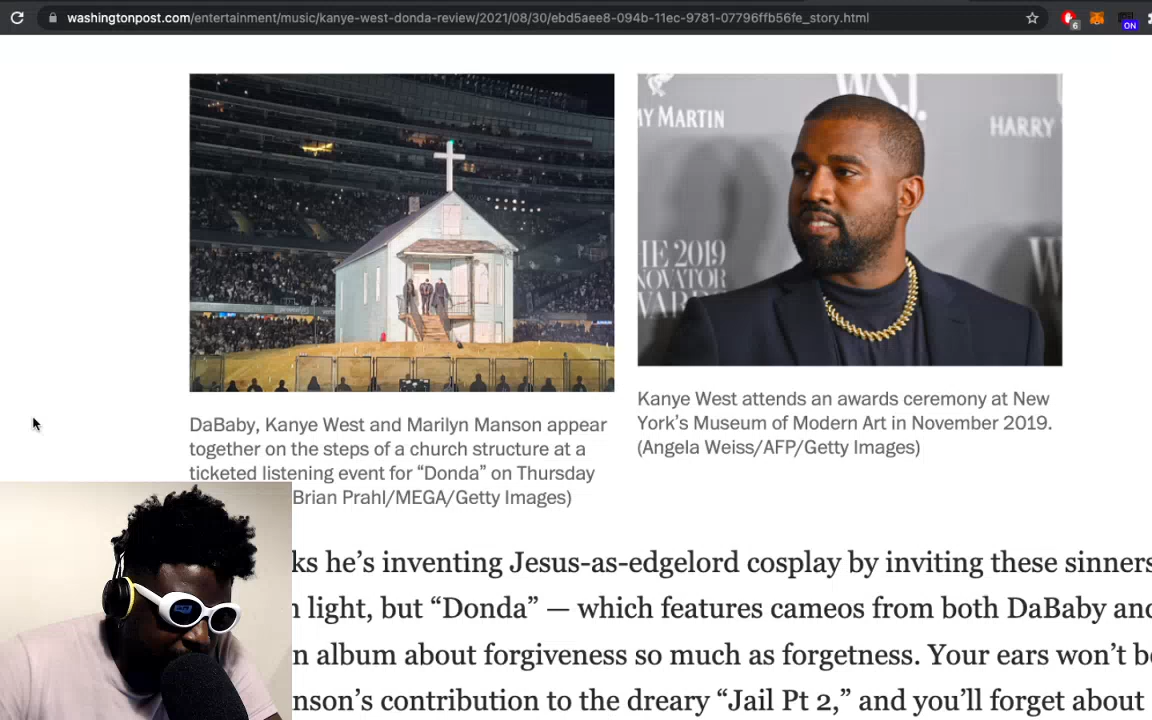 washingtonpost.com/entertainment/music/kanye-west-donda-review/2021/08/30/ebd5aee8-094b-11ec-9781-07796ffb56fe_story.html
6
ON
MY MARTIN
WSJ.
HARRY
HE 2019
NOVATOR
WARDS
DaBaby, Kanye West and Marilyn Manson appear
together on the steps of a church structure at a
ticketed listening event for “Donda” on Thursday
Brian Prahl/MEGA/Getty Images)
Kanye West attends an awards ceremony at New
York’s Museum of Modern Art in November 2019.
(Angela Weiss/AFP/Getty Images)
ks he’s inventing Jesus-as-edgelord cosplay by inviting these sinners
n light, but “Donda” — which features cameos from both DaBaby and
n album about forgiveness so much as forgetness. Your ears won’t be
nson’s contribution to the dreary “Jail Pt 2,” and you’ll forget about